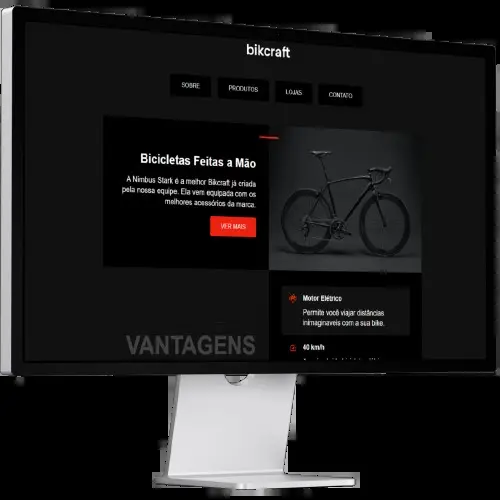 bikcraft
SOBRE
PRODUTOS
LOJAS
CONTATO
Bicicletas Feitas a Mão
A Nimbus Stark é a melhor Bikcraft já criada
pela nossa equipe. Ela vem equipada com os
melhores acessórios da marca.
VER MAIS
Motor Elétrico
Permite você viajar distâncias
inimaginaveis com a sua bike.
VANTAGENS
40 km/h